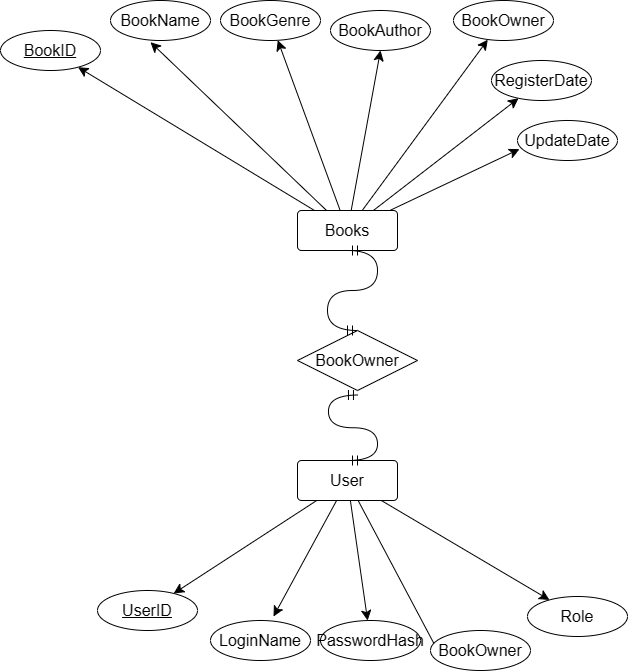 BookName
BookGenre
BookAuthor
BookOwner
BookID
RegisterDate
UpdateDate
Books
BookOwner
User
UserID
LoginName
PasswordHash
BookOwner
Role